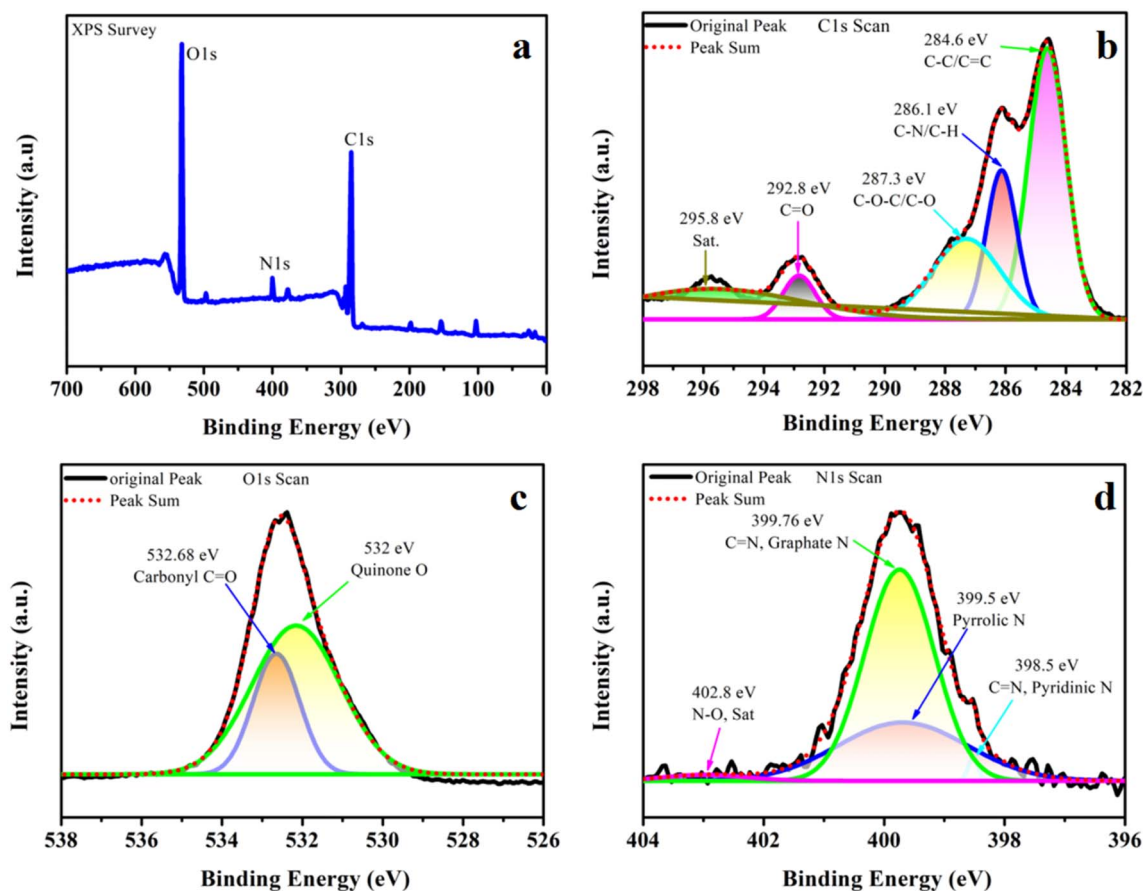 XPS Survey
a
O1s
C1s
N1s
Intensity (a.u)
700 600 500 400 300 200 100 0
Binding Energy (eV)
Original Peak C1s Scan
Peak Sum
b
284.6 eV
C-C/C=C
286.1 eV
C-N/C-H
287.3 eV
C-O-C/C-O
292.8 eV
C=O
295.8 eV
Sat.
Intensity (a.u.)
298 296 294 292 291 288 286 284 282
Binding Energy (eV)
original Peak O1s Scan
Peak Sum
c
532.68 eV
Carbonyl C=O
532 eV
Quinone O
Intensity (a.u.)
538 536 534 532 530 528 526
Binding Energy (eV)
Original Peak N1s Scan
Peak Sum
d
399.76 eV
C=N, Graphate N
399.5 eV
Pyrrolic N
398.5 eV
C=N, Pyridinic N
402.8 eV
N-O, Sat
Intensity (a.u.)
404 402 400 398 396
Binding Energy (eV)